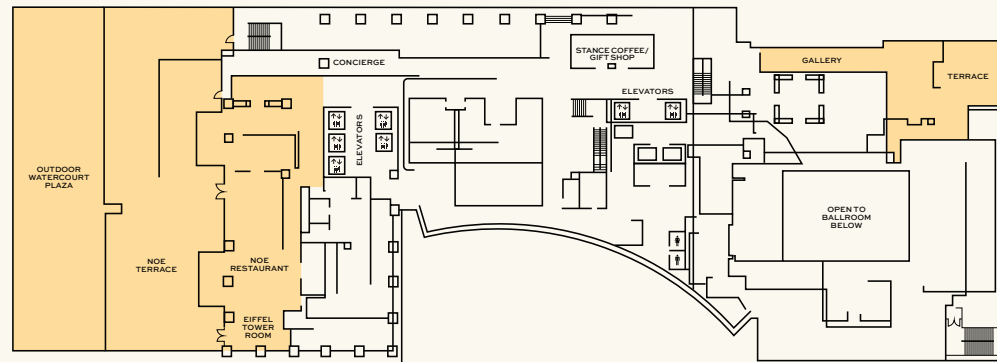 STANCE COFFEE/
GIFT SHOP
CONCIERGE
GALLERY
TERRACE
ELEVATORS
ELEVATORS
OUTDOOR
WATERCOURT
PLAZA
OPEN TO
BALLROOM
BELOW
NOE
TERRACE
NOE
RESTAURANT
EIFFEL
TOWER
ROOM